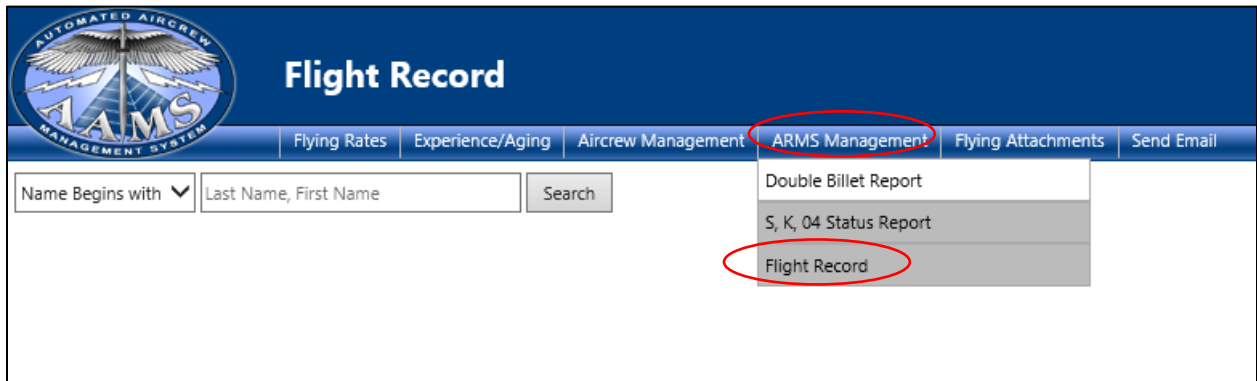 AUTOMATED AIRCREW
AAMS
MANAGEMENT SYSTEM
Flight Record
Flying Rates Experience/Aging Aircrew Management ARMS Management Flying Attachments Send Email
Name Begins with Last Name, First Name Search
Double Billet Report
S, K, 04 Status Report
Flight Record